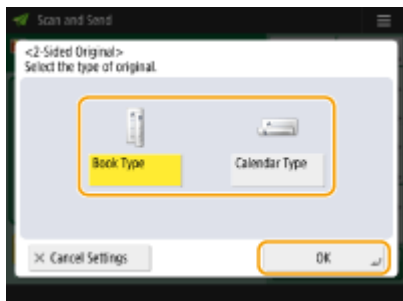 Scan and Send
<2-Sided Original>
Select the type of original.
Book Type
Calendar Type
× Cancel Settings
OK